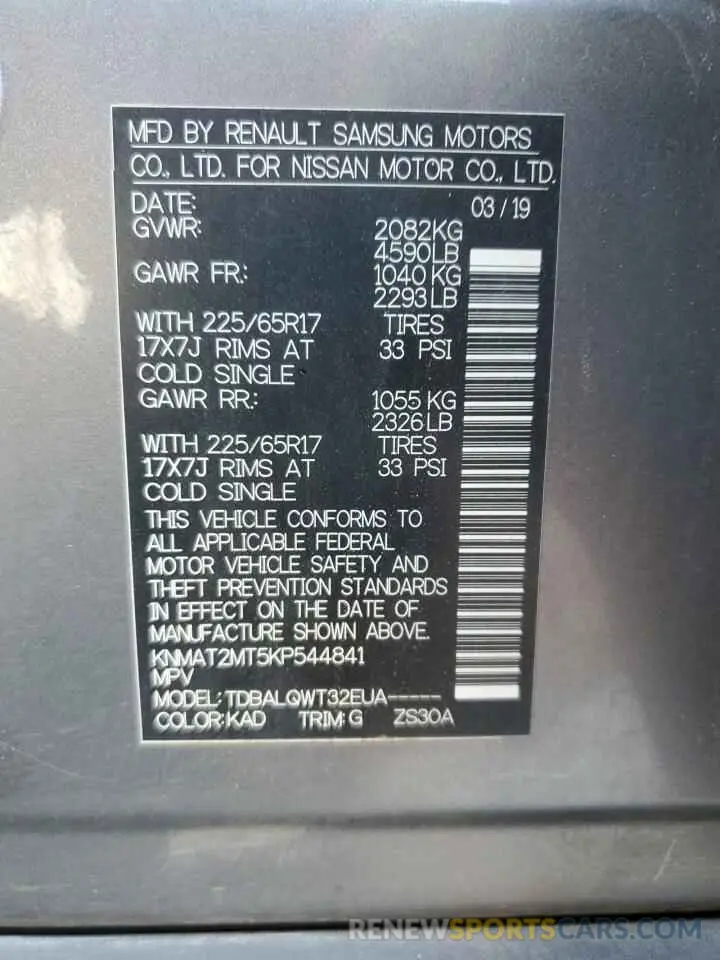 MFD BY RENAULT SAMSUNG MOTORS
CO., LTD. FOR NISSAN MOTOR CO., LTD.
DATE: 03 / 19
GVWR: 2082KG
4590LB
GAWR FR.: 1040 KG
2293LB
WITH 225/65R17 TIRES
17X7J RIMS AT 33 PSI
COLD SINGLE
GAWR RR.: 1055 KG
2326LB
WITH 225/65R17 TIRES
17X7J RIMS AT 33 PSI
COLD SINGLE
THIS VEHICLE CONFORMS TO
ALL APPLICABLE FEDERAL
MOTOR VEHICLE SAFETY AND
THEFT PREVENTION STANDARDS
IN EFFECT ON THE DATE OF
MANUFACTURE SHOWN ABOVE.
KNMAT2MT5KP544841
MPV
MODEL: TDBALQWT32EUA-----
COLOR: KAD TRIM: G ZS30A
RENEWSPORTSCARS.COM